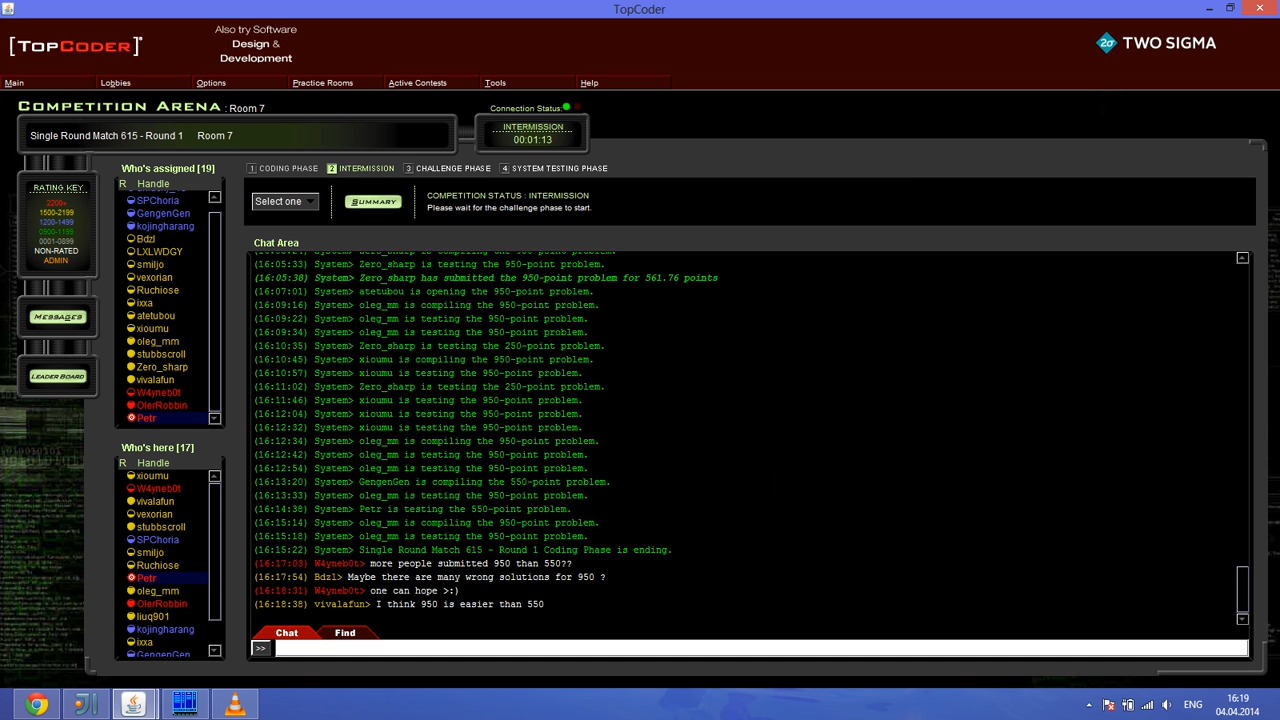 TopCoder
[TOPCODER]®
Also try Software
Design &
Development
2σ TWO SIGMA
Main Lobbies Options Practice Rooms Active Contests Tools Help
COMPETITION ARENA : Room 7
Connection Status:
Single Round Match 615 - Round 1 Room 7
INTERMISSION
00:01:13
Who's assigned [19]
R Handle
SPChoria
GengenGen
kojingharang
Bdzl
LXLWDGY
smiljo
vexorian
Ruchiose
ixxa
atetubou
xioumu
oleg_mm
stubbscroll
Zero_sharp
vivalafun
W4yneb0t
OlerRobbin
Petr
RATING KEY
2200+
1500-2199
1200-1499
0900-1199
0001-0899
NON-RATED
ADMIN
MESSAGES
LEADER BOARD
Who's here [17]
R Handle
xioumu
W4yneb0t
vivalafun
vexorian
stubbscroll
SPChoria
smiljo
Ruchiose
Petr
oleg_mm
OlerRobbin
liuq901
kojingharang
ixxa
GengenGen
1 CODING PHASE 2 INTERMISSION 3 CHALLENGE PHASE 4 SYSTEM TESTING PHASE
Select one
SUMMARY
COMPETITION STATUS : INTERMISSION
Please wait for the challenge phase to start.
Chat Area
(16:05:33) System> Zero_sharp is testing the 950-point problem.
(16:05:38) System> Zero_sharp has submitted the 950-point problem for 561.76 points
(16:07:01) System> atetubou is opening the 950-point problem.
(16:09:16) System> oleg_mm is compiling the 950-point problem.
(16:09:22) System> oleg_mm is testing the 950-point problem.
(16:09:34) System> oleg_mm is testing the 950-point problem.
(16:10:35) System> Zero_sharp is testing the 250-point problem.
(16:10:45) System> xioumu is compiling the 950-point problem.
(16:10:57) System> xioumu is testing the 950-point problem.
(16:11:02) System> Zero_sharp is testing the 250-point problem.
(16:11:46) System> xioumu is testing the 950-point problem.
(16:12:04) System> xioumu is testing the 950-point problem.
(16:12:32) System> xioumu is testing the 950-point problem.
(16:12:34) System> oleg_mm is compiling the 950-point problem.
(16:12:42) System> oleg_mm is testing the 950-point problem.
(16:12:54) System> oleg_mm is testing the 950-point problem.
(16:13:20) System> GengenGen is compiling the 550-point problem.
(16:13:33) System> oleg_mm is testing the 950-point problem.
(16:14:38) System> Petr is testing the 550-point problem.
(16:15:14) System> oleg_mm is compiling the 950-point problem.
(16:15:18) System> oleg_mm is testing the 950-point problem.
(16:15:22) System> Single Round Match 615 - Round 1 Coding Phase is ending.
(16:17:03) W4yneb0t> more people submitted 950 than 550??
(16:17:54) Bdzl> Maybe there are many wrong solutions for 950 ?
(16:18:31) W4yneb0t> one can hope >:)
(16:18:38) vivalafun> I think 950 is easier than 550
Chat Find
>>
ENG
16:19
04.04.2014